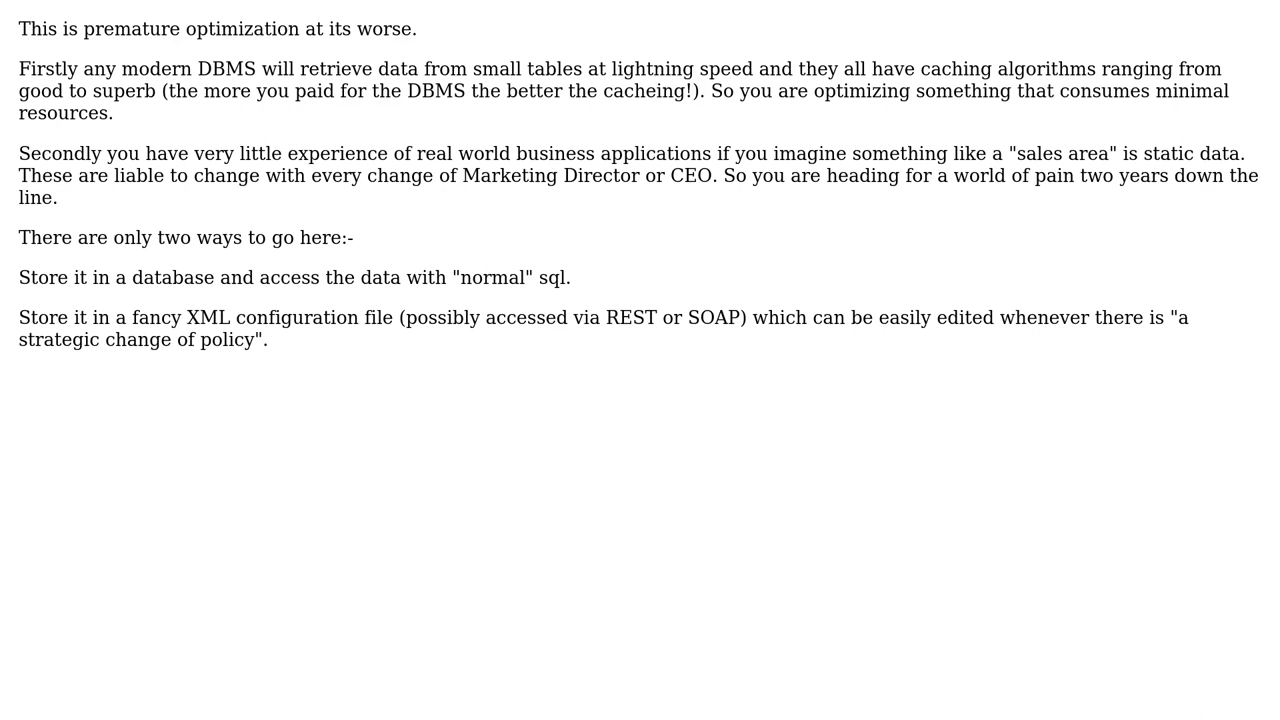 This is premature optimization at its worse.
Firstly any modern DBMS will retrieve data from small tables at lightning speed and they all have caching algorithms ranging from
good to superb (the more you paid for the DBMS the better the cacheing!). So you are optimizing something that consumes minimal
resources.
Secondly you have very little experience of real world business applications if you imagine something like a "sales area" is static data.
These are liable to change with every change of Marketing Director or CEO. So you are heading for a world of pain two years down the
line.
There are only two ways to go here:-
Store it in a database and access the data with "normal" sql.
Store it in a fancy XML configuration file (possibly accessed via REST or SOAP) which can be easily edited whenever there is "a
strategic change of policy".